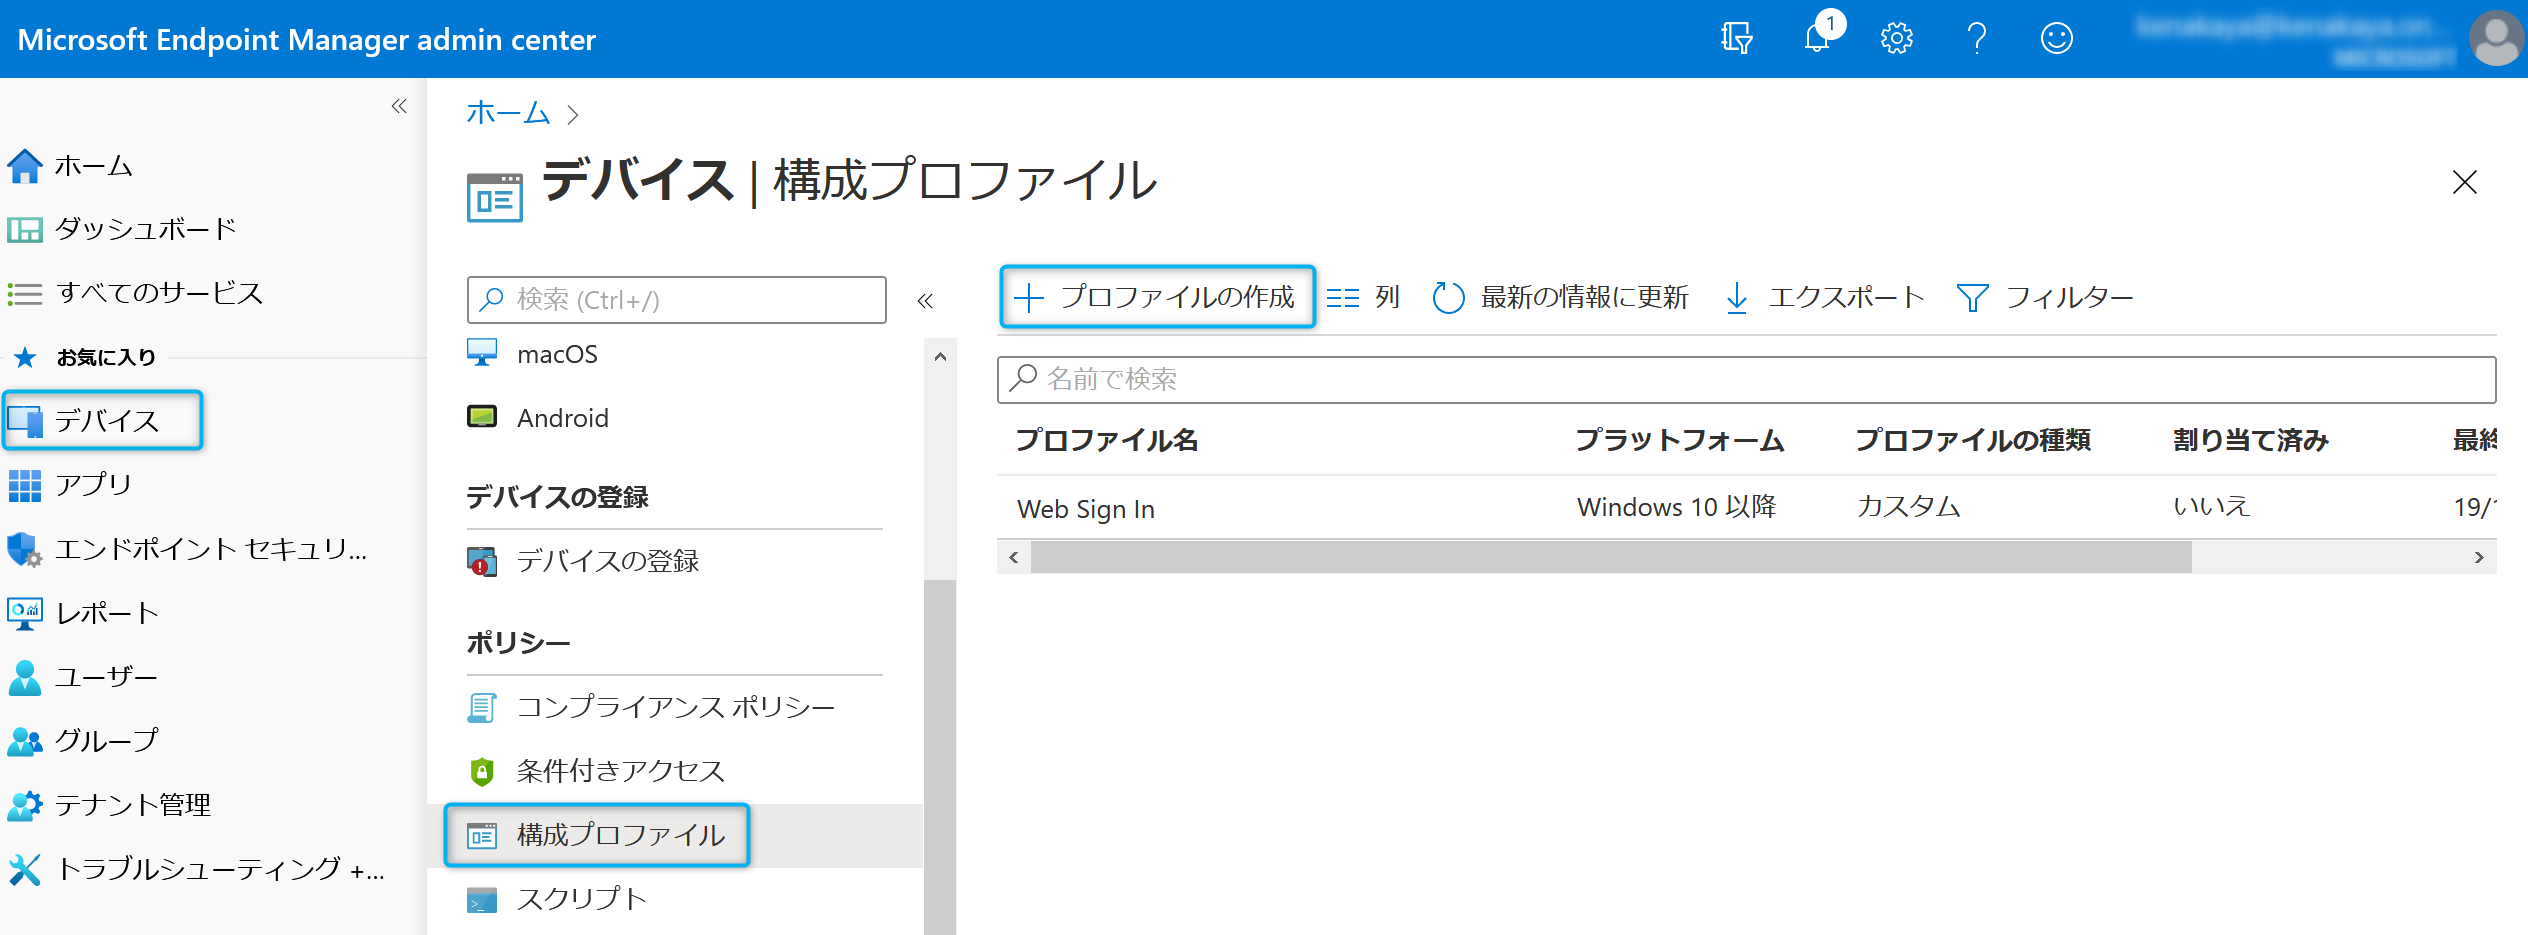 Microsoft Endpoint Manager admin center
1
ホーム
ダッシュボード
すべてのサービス
お気に入り
デバイス
アプリ
エンドポイント セキュリ...
レポート
ユーザー
グループ
テナント管理
トラブルシューティング +...
ホーム
デバイス | 構成プロファイル
検索 (Ctrl+/)
macOS
Android
デバイスの登録
デバイスの登録
ポリシー
コンプライアンス ポリシー
条件付きアクセス
構成プロファイル
スクリプト
プロファイルの作成 列 最新の情報に更新 エクスポート フィルター
名前で検索
プロファイル名 プラットフォーム プロファイルの種類 割り当て済み 最終
Web Sign In Windows 10 以降 カスタム いいえ 19/